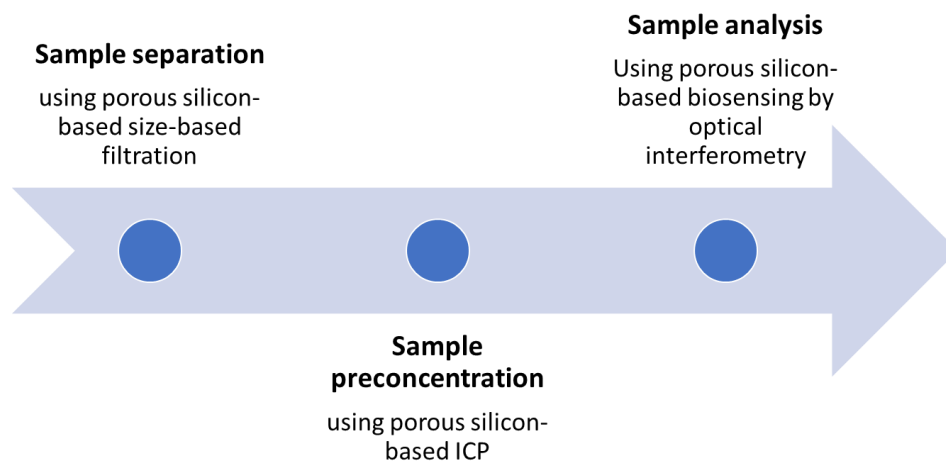 Sample separation
using porous silicon-
based size-based
filtration
Sample
preconcentration
using porous silicon-
based ICP
Sample analysis
Using porous silicon-
based biosensing by
optical
interferometry